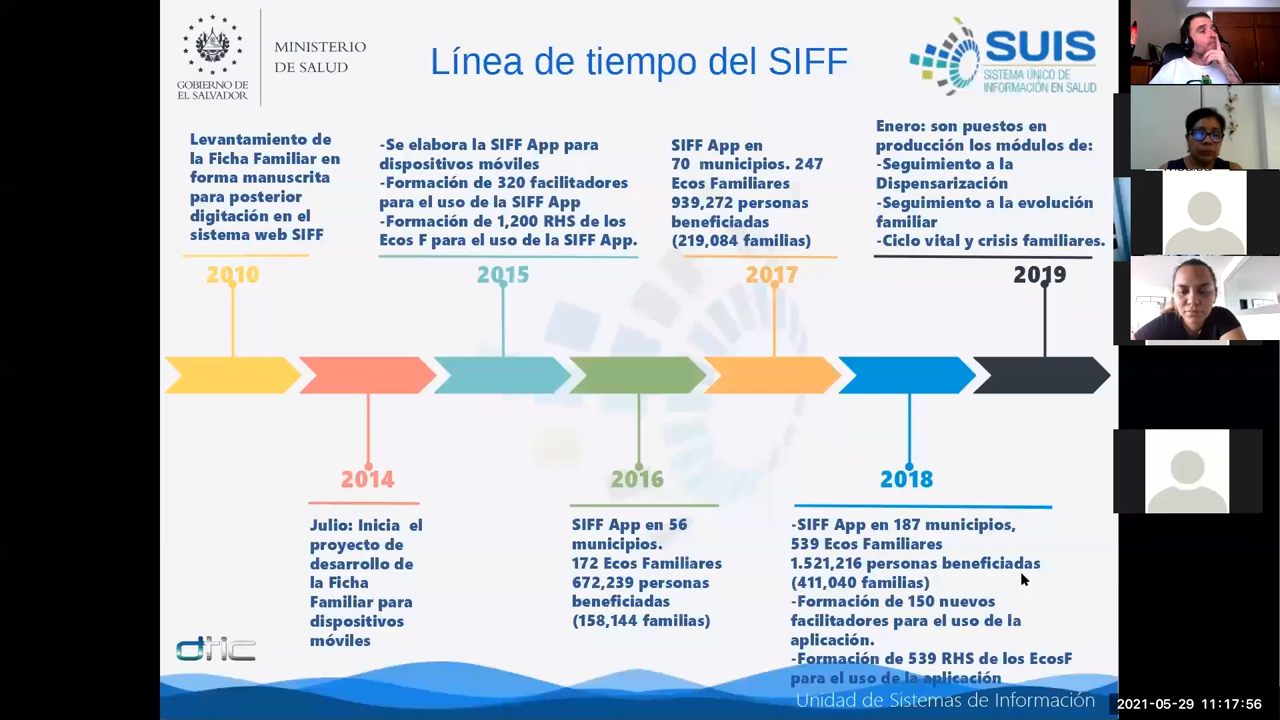 GOBIERNO DE
EL SALVADOR
MINISTERIO
DE SALUD
Línea de tiempo del SIFF
SUIS
SISTEMA ÚNICO DE
INFORMACIÓN EN SALUD
Levantamiento de
la Ficha Familiar en
forma manuscrita
para posterior
digitación en el
sistema web SIFF
2010
-Se elabora la SIFF App para
dispositivos móviles
-Formación de 320 facilitadores
para el uso de la SIFF App
-Formación de 1,200 RHS de los
Ecos F para el uso de la SIFF App.
2015
SIFF App en
70 municipios. 247
Ecos Familiares
939,272 personas
beneficiadas
(219,084 familias)
2017
Enero: son puestos en
producción los módulos de:
-Seguimiento a la
Dispensarización
-Seguimiento a la evolución
familiar
-Ciclo vital y crisis familiares.
2019
2014
Julio: Inicia el
proyecto de
desarrollo de
la Ficha
Familiar para
dispositivos
móviles
2016
SIFF App en 56
municipios.
172 Ecos Familiares
672,239 personas
beneficiadas
(158,144 familias)
2018
-SIFF App en 187 municipios,
539 Ecos Familiares
1.521,216 personas beneficiadas
(411,040 familias)
-Formación de 150 nuevos
facilitadores para el uso de la
aplicación.
-Formación de 539 RHS de los EcosF
para el uso de la aplicación
dtic
Unidad de Sistemas de Información
2021-05-29 11:17:56